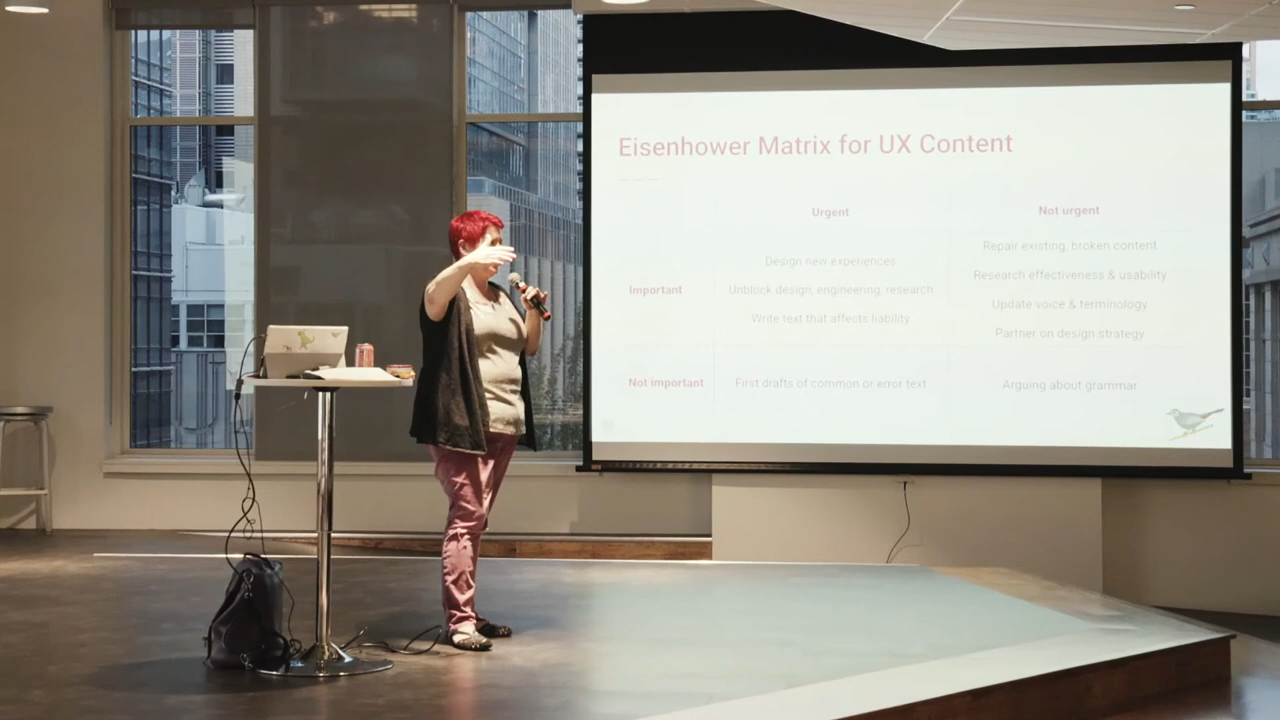 Eisenhower Matrix for UX Content
Urgent
Not urgent
Important
Design new experiences
Unblock design, engineering, research
Write text that affects liability
Repair existing, broken content
Research effectiveness & usability
Update voice & terminology
Partner on design strategy
Not important
First drafts of common or error text
Arguing about grammar